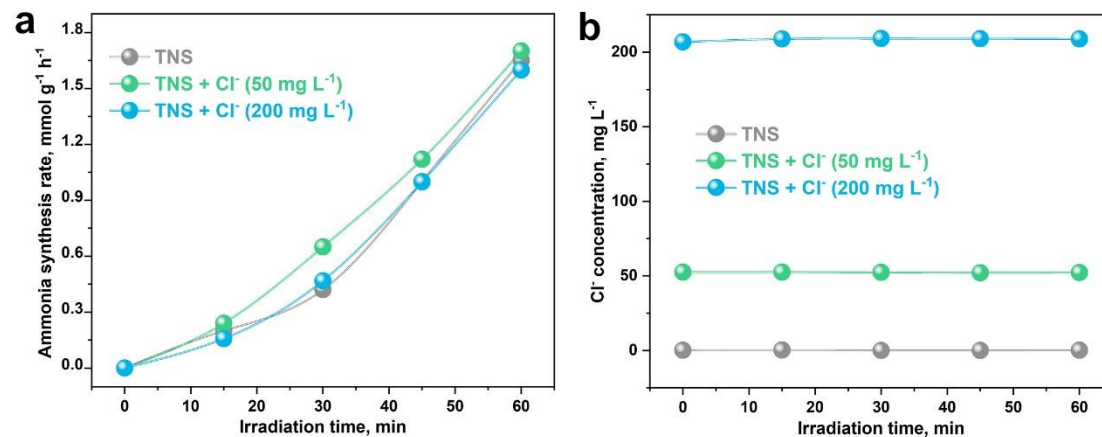 a
Ammonia synthesis rate, mmol g⁻¹ h⁻¹
1.8
1.5
1.2
0.9
0.6
0.3
0.0
TNS
TNS + Cl⁻ (50 mg L⁻¹)
TNS + Cl⁻ (200 mg L⁻¹)
0 10 20 30 40 50 60
Irradiation time, min
b
Cl⁻ concentration, mg L⁻¹
200
150
100
50
0
TNS
TNS + Cl⁻ (50 mg L⁻¹)
TNS + Cl⁻ (200 mg L⁻¹)
0 10 20 30 40 50 60
Irradiation time, min